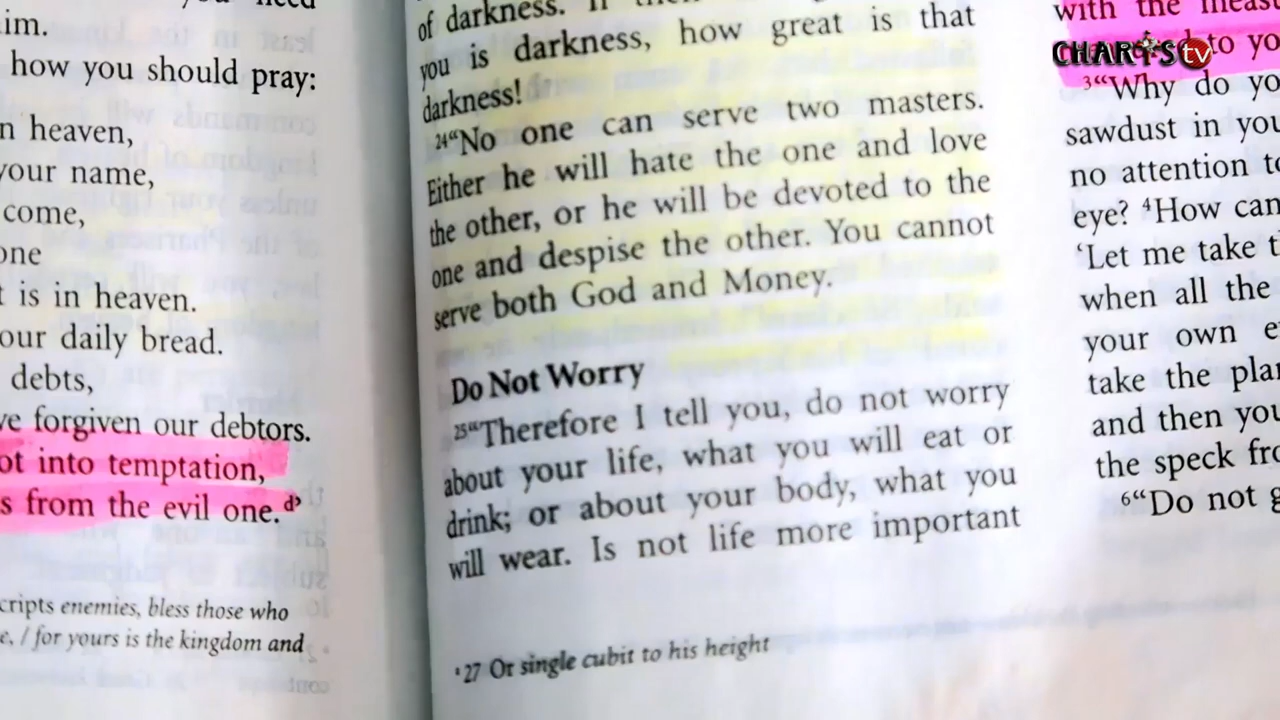 im.
how you should pray:
n heaven,
your name,
come,
one
t is in heaven.
our daily bread.
debts,
ve forgiven our debtors.
ot into temptation,
s from the evil one.ᵈ’
cripts enemies, bless those who
e, / for yours is the kingdom and
of darkness.
you is darkness, how great is that
darkness!
24“No one can serve two masters.
Either he will hate the one and love
the other, or he will be devoted to the
one and despise the other. You cannot
serve both God and Money.
Do Not Worry
25“Therefore I tell you, do not worry
about your life, what you will eat or
drink; or about your body, what you
will wear. Is not life more important
27 Or single cubit to his height
with the
to yo
CHARIS tv
3“Why do yo
sawdust in you
no attention to
eye? 4How can
‘Let me take t
when all the
your own e
take the plan
and then you
the speck fro
6“Do not g